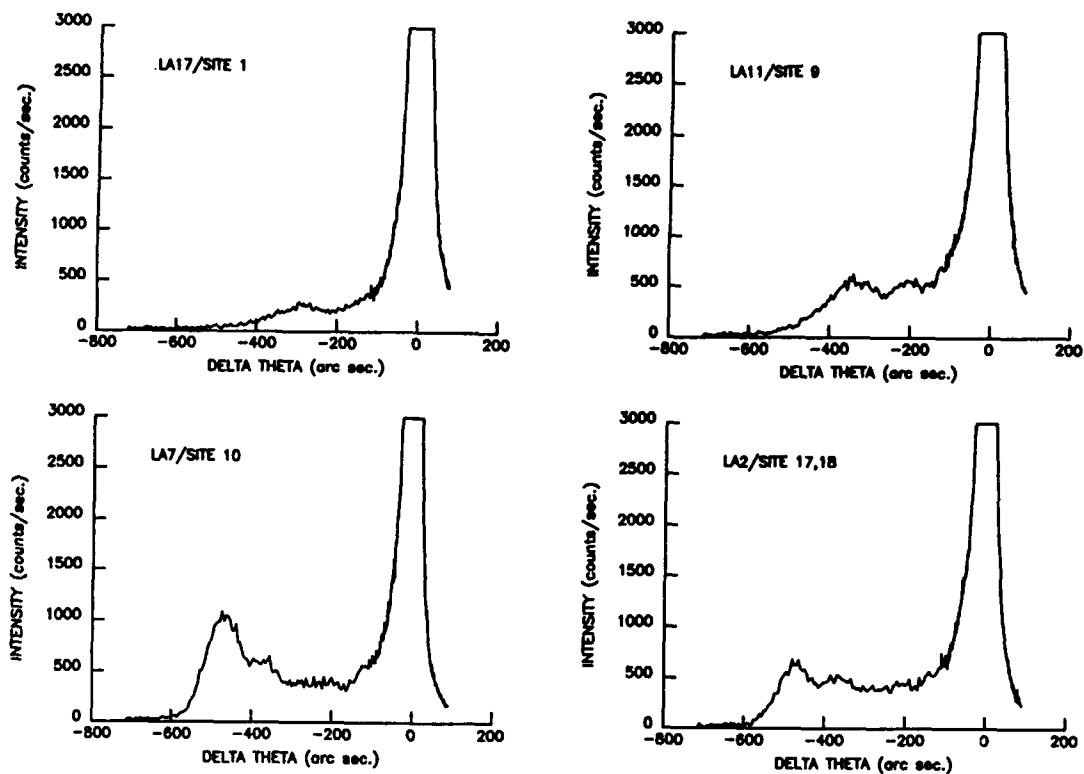 3000
2500
2000
1500
1000
500
0
INTENSITY (counts/sec.)
LA17/SITE 1
-800 -600 -400 -200 0 200
DELTA THETA (arc sec.)
3000
2500
2000
1500
1000
500
0
INTENSITY (counts/sec.)
LA11/SITE 9
-800 -600 -400 -200 0 200
DELTA THETA (arc sec.)
3000
2500
2000
1500
1000
500
0
INTENSITY (counts/sec.)
LA7/SITE 10
-800 -600 -400 -200 0 200
DELTA THETA (arc sec.)
3000
2500
2000
1500
1000
500
0
INTENSITY (counts/sec.)
LA2/SITE 17,18
-800 -600 -400 -200 0 200
DELTA THETA (arc sec.)